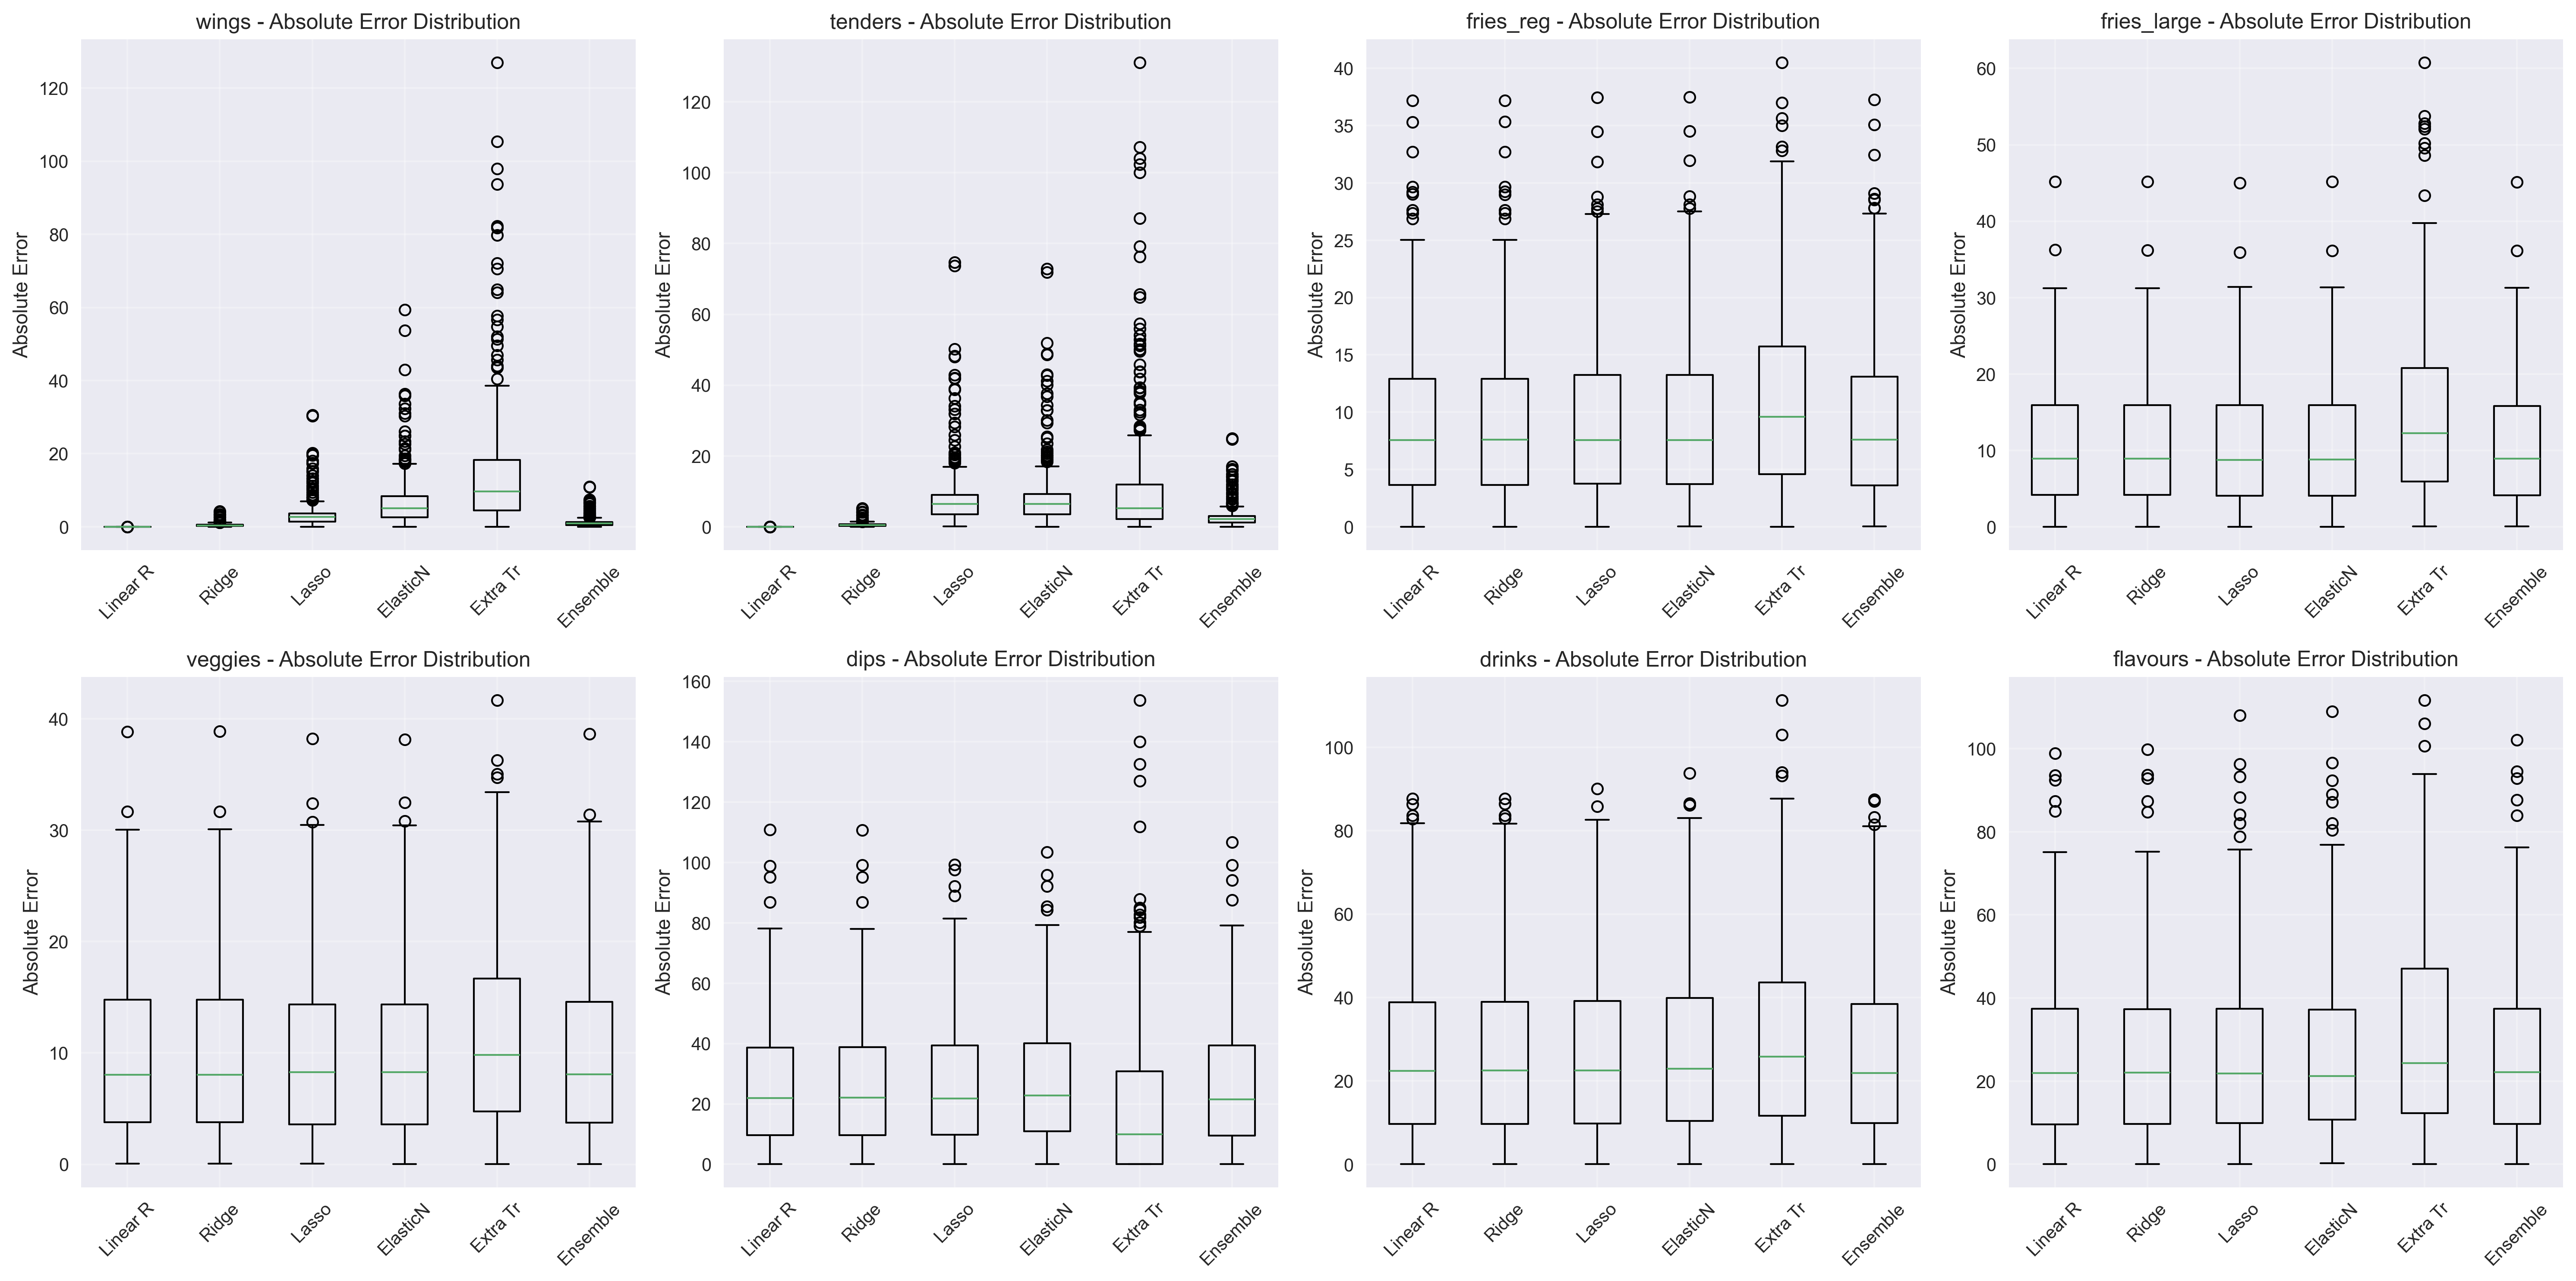 wings - Absolute Error Distribution
Absolute Error
120
100
80
60
40
20
0
Linear R
Ridge
Lasso
ElasticN
Extra Tr
Ensemble
tenders - Absolute Error Distribution
Absolute Error
120
100
80
60
40
20
0
Linear R
Ridge
Lasso
ElasticN
Extra Tr
Ensemble
fries_reg - Absolute Error Distribution
Absolute Error
40
35
30
25
20
15
10
5
0
Linear R
Ridge
Lasso
ElasticN
Extra Tr
Ensemble
fries_large - Absolute Error Distribution
Absolute Error
60
50
40
30
20
10
0
Linear R
Ridge
Lasso
ElasticN
Extra Tr
Ensemble
veggies - Absolute Error Distribution
Absolute Error
40
30
20
10
0
Linear R
Ridge
Lasso
ElasticN
Extra Tr
Ensemble
dips - Absolute Error Distribution
Absolute Error
160
140
120
100
80
60
40
20
0
Linear R
Ridge
Lasso
ElasticN
Extra Tr
Ensemble
drinks - Absolute Error Distribution
Absolute Error
100
80
60
40
20
0
Linear R
Ridge
Lasso
ElasticN
Extra Tr
Ensemble
flavours - Absolute Error Distribution
Absolute Error
100
80
60
40
20
0
Linear R
Ridge
Lasso
ElasticN
Extra Tr
Ensemble